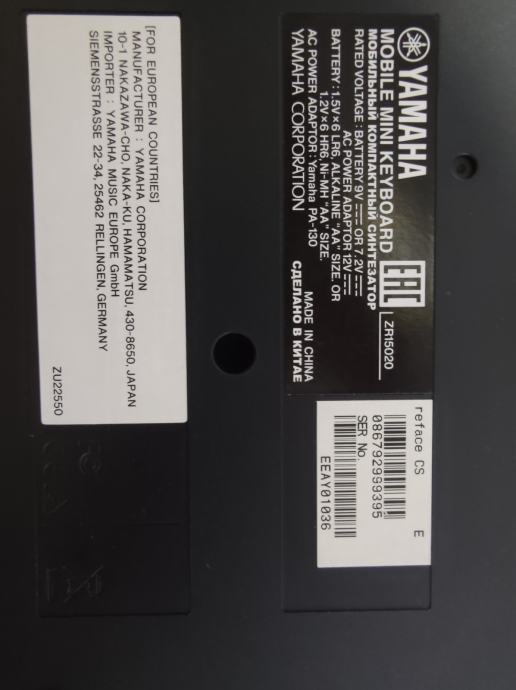 YAMAHA
MOBILE MINI KEYBOARD
МОБИЛЬНЫЙ КОМПАКТНЫЙ СИНТЕЗАТОР
RATED VOLTAGE : BATTERY 9V OR 7.2V
AC POWER ADAPTOR 12V
BATTERY : 1.5V x 6 LR6, ALKALINE "AA" SIZE, OR
1.2V x 6 HR6, Ni-MH "AA" SIZE.
AC POWER ADAPTOR : Yamaha PA-130
YAMAHA CORPORATION
EAC
ZR15020
MADE IN CHINA
СДЕЛАНО В КИТАЕ
reface CS E
086792999395
SER No.
EEAY01036
[FOR EUROPEAN COUNTRIES]
MANUFACTURER : YAMAHA CORPORATION
10-1 NAKAZAWA-CHO, NAKA-KU, HAMAMATSU, 430-8650, JAPAN
IMPORTER : YAMAHA MUSIC EUROPE GmbH
SIEMENSSTRASSE 22-34, 25462 RELLINGEN, GERMANY
ZU22550